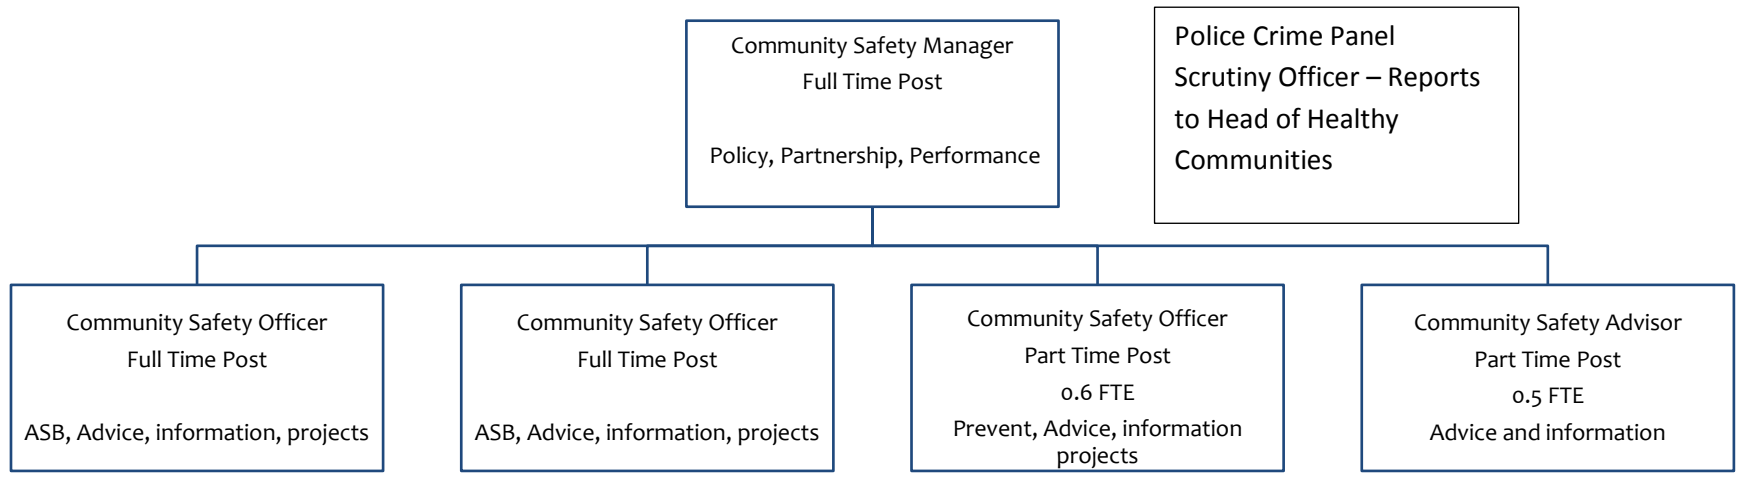 Community Safety Manager
Full Time Post
Policy, Partnership, Performance
Police Crime Panel
Scrutiny Officer – Reports
to Head of Healthy
Communities
Community Safety Officer
Full Time Post
ASB, Advice, information, projects
Community Safety Officer
Full Time Post
ASB, Advice, information, projects
Community Safety Officer
Part Time Post
0.6 FTE
Prevent, Advice, information
projects
Community Safety Advisor
Part Time Post
0.5 FTE
Advice and information